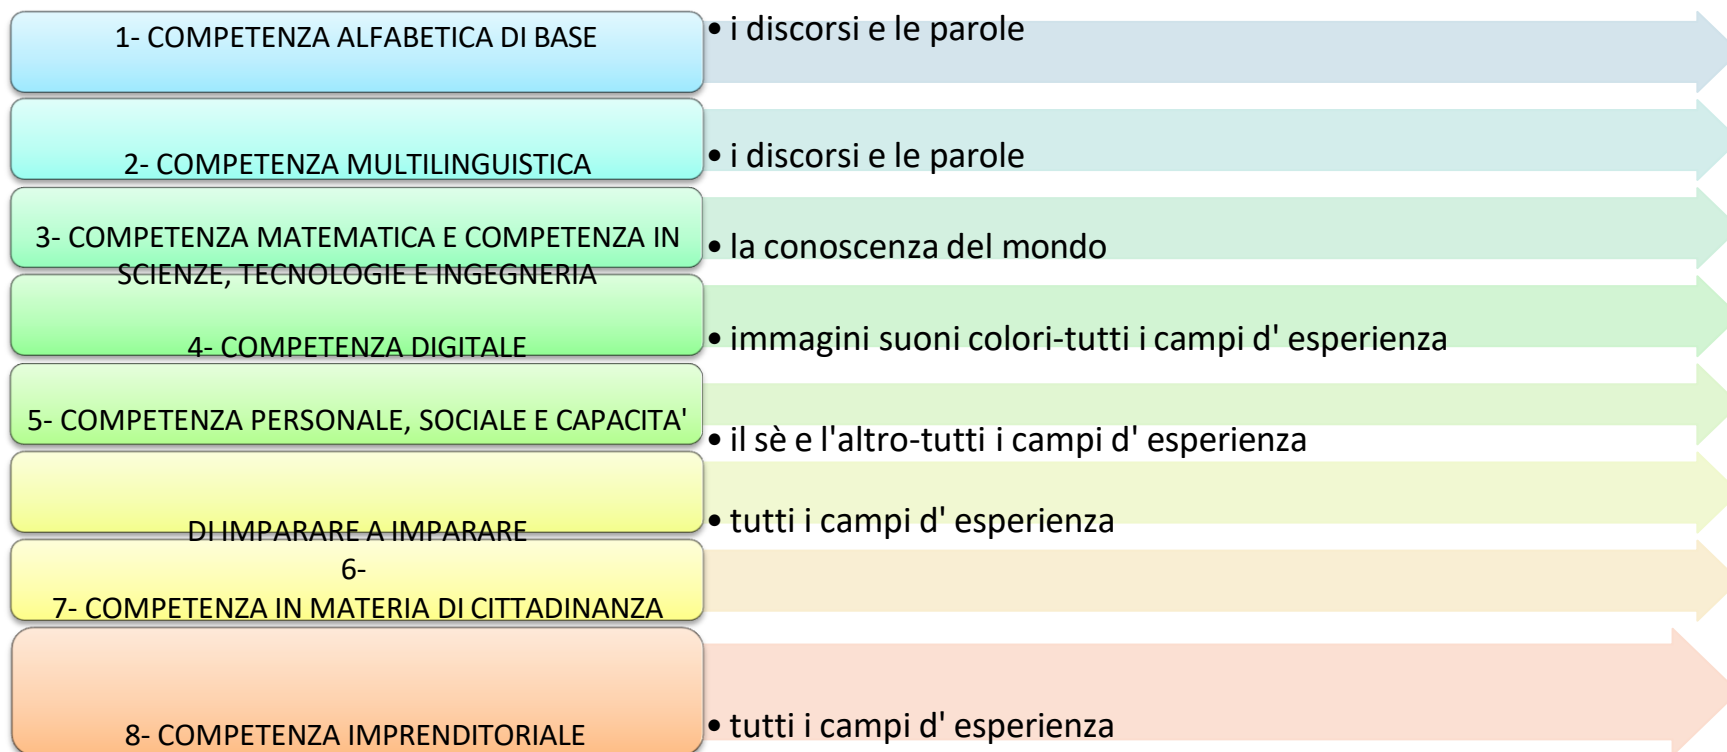 1- COMPETENZA ALFABETICA DI BASE
• i discorsi e le parole
2- COMPETENZA MULTILINGUISTICA
• i discorsi e le parole
3- COMPETENZA MATEMATICA E COMPETENZA IN
SCIENZE, TECNOLOGIE E INGEGNERIA
• la conoscenza del mondo
4- COMPETENZA DIGITALE
• immagini suoni colori-tutti i campi d' esperienza
5- COMPETENZA PERSONALE, SOCIALE E CAPACITA'
• il sè e l'altro-tutti i campi d' esperienza
DI IMPARARE A IMPARARE
• tutti i campi d' esperienza
6-
7- COMPETENZA IN MATERIA DI CITTADINANZA
8- COMPETENZA IMPRENDITORIALE
• tutti i campi d' esperienza